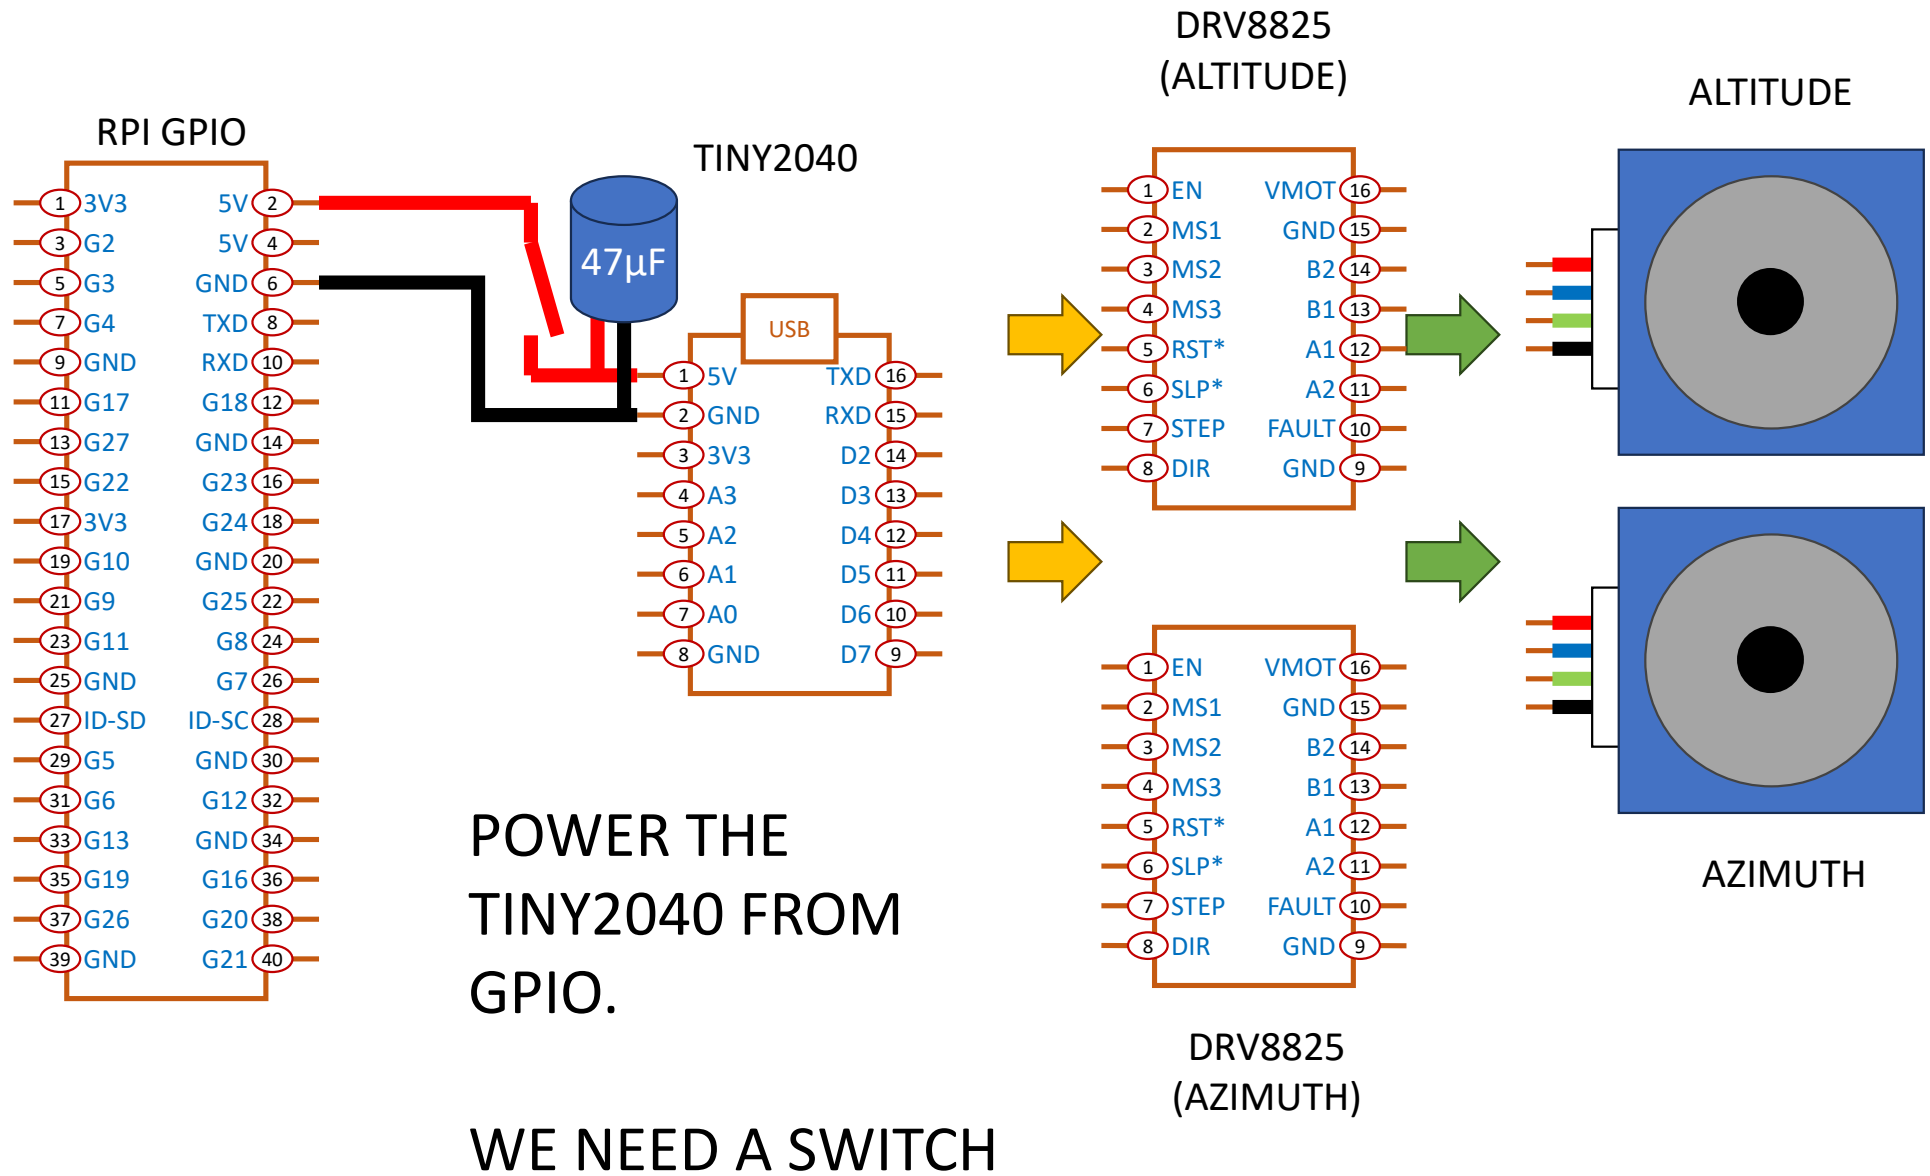 RPI GPIO
1 3V3 5V 2
3 G2 5V 4
5 G3 GND 6
7 G4 TXD 8
9 GND RXD 10
11 G17 G18 12
13 G27 GND 14
15 G22 G23 16
17 3V3 G24 18
19 G10 GND 20
21 G9 G25 22
23 G11 G8 24
25 GND G7 26
27 ID-SD ID-SC 28
29 G5 GND 30
31 G6 G12 32
33 G13 GND 34
35 G19 G16 36
37 G26 G20 38
39 GND G21 40
47µF
TINY2040
USB
1 5V TXD 16
2 GND RXD 15
3 3V3 D2 14
4 A3 D3 13
5 A2 D4 12
6 A1 D5 11
7 A0 D6 10
8 GND D7 9
POWER THE
TINY2040 FROM
GPIO.
WE NEED A SWITCH
DRV8825
(ALTITUDE)
1 EN VMOT 16
2 MS1 GND 15
3 MS2 B2 14
4 MS3 B1 13
5 RST* A1 12
6 SLP* A2 11
7 STEP FAULT 10
8 DIR GND 9
1 EN VMOT 16
2 MS1 GND 15
3 MS2 B2 14
4 MS3 B1 13
5 RST* A1 12
6 SLP* A2 11
7 STEP FAULT 10
8 DIR GND 9
DRV8825
(AZIMUTH)
ALTITUDE
AZIMUTH